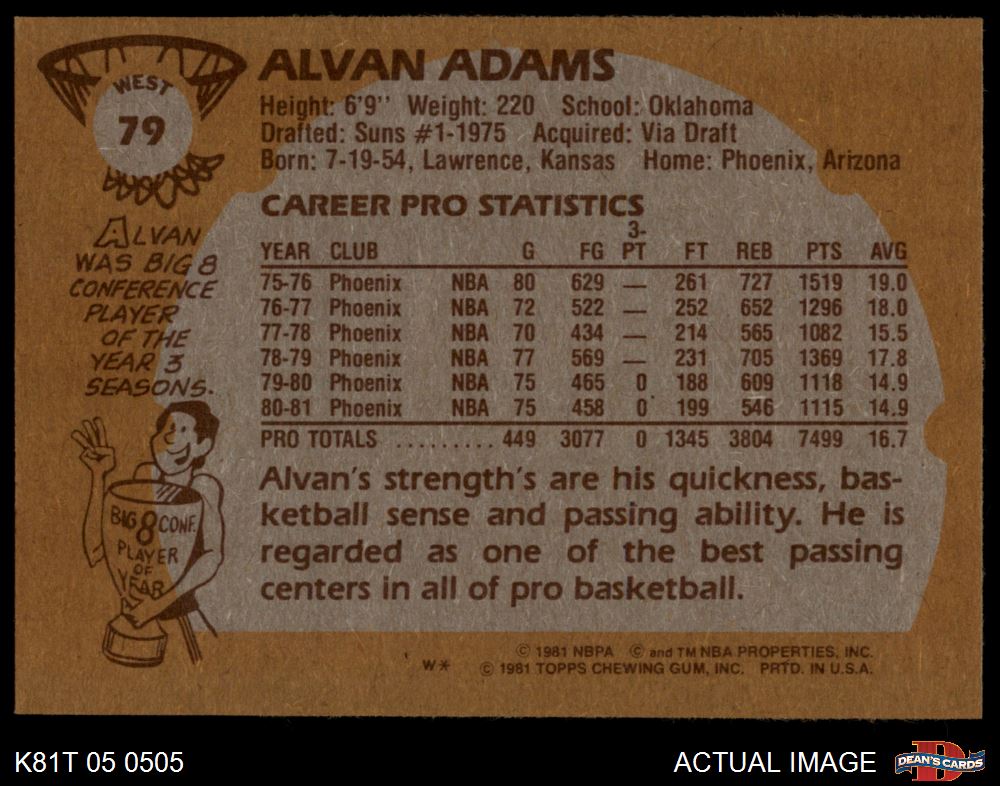 WEST
79
ALVAN ADAMS
Height: 6'9'' Weight: 220 School: Oklahoma
Drafted: Suns #1-1975 Acquired: Via Draft
Born: 7-19-54, Lawrence, Kansas Home: Phoenix, Arizona
CAREER PRO STATISTICS
YEAR CLUB G FG 3-PT FT REB PTS AVG
75-76 Phoenix NBA 80 629 — 261 727 1519 19.0
76-77 Phoenix NBA 72 522 — 252 652 1296 18.0
77-78 Phoenix NBA 70 434 — 214 565 1082 15.5
78-79 Phoenix NBA 77 569 — 231 705 1369 17.8
79-80 Phoenix NBA 75 465 0 188 609 1118 14.9
80-81 Phoenix NBA 75 458 0 199 546 1115 14.9
PRO TOTALS ......... 449 3077 0 1345 3804 7499 16.7
Alvan's strength's are his quickness, bas-
ketball sense and passing ability. He is
regarded as one of the best passing
centers in all of pro basketball.
ALVAN
WAS BIG 8
CONFERENCE
PLAYER
OF THE
YEAR 3
SEASONS.
BIG 8 CONF.
PLAYER
OF
YEAR
© 1981 NBPA © and TM NBA PROPERTIES, INC.
W* © 1981 TOPPS CHEWING GUM, INC. PRTD. IN U.S.A.
K81T 05 0505
ACTUAL IMAGE
D
DEAN'S CARDS